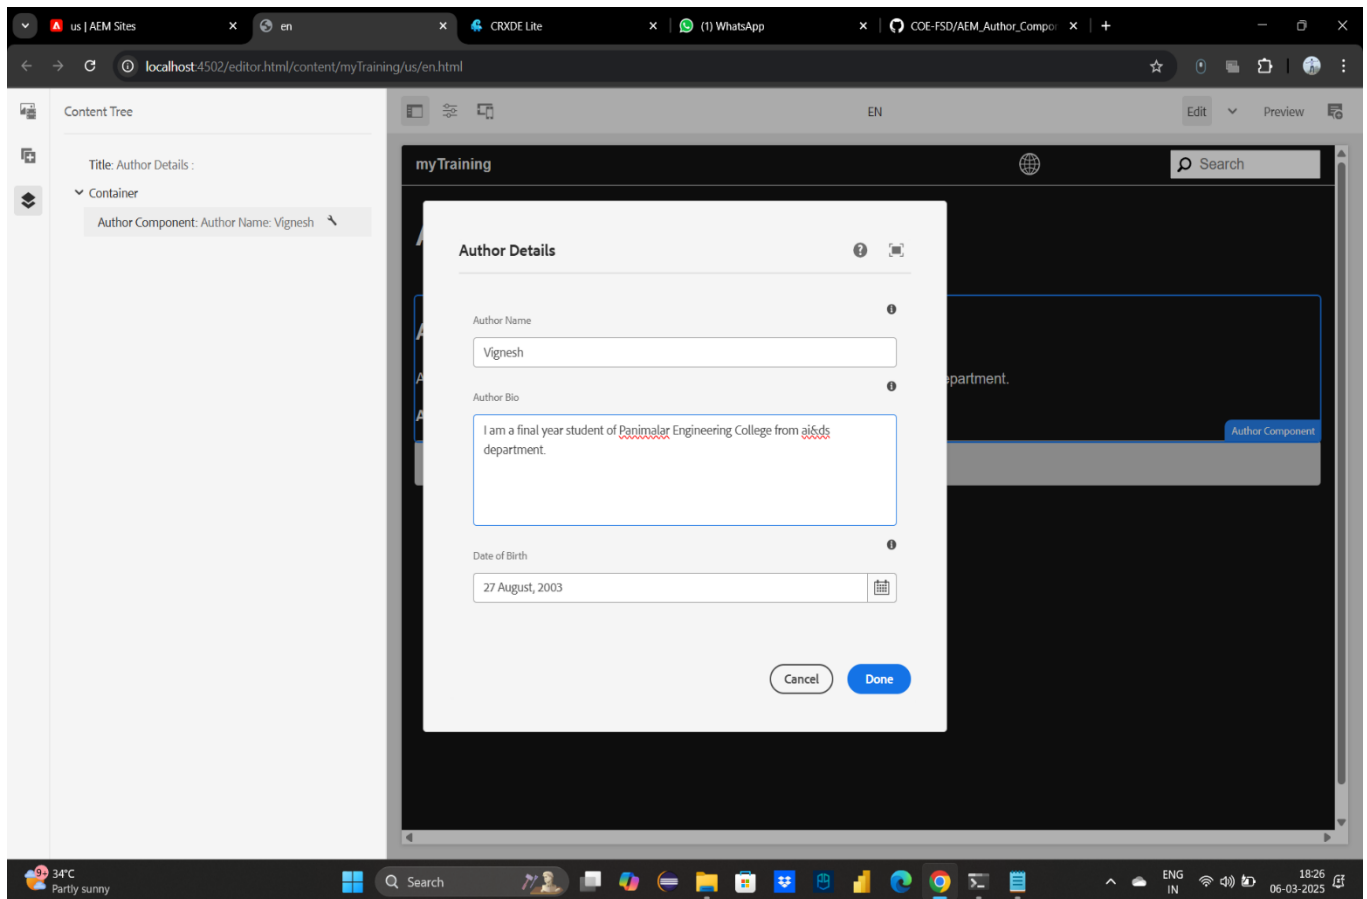 us | AEM Sites
en
CRXDE Lite
(1) WhatsApp
COE-FSD/AEM_Author_Compor
localhost:4502/editor.html/content/myTraining/us/en.html
Content Tree
EN
Edit
Preview
Title: Author Details :
Container
Author Component: Author Name: Vignesh
myTraining
Search
Author Details
Author Name
Vignesh
Author Bio
I am a final year student of Panimalar Engineering College from ai&ds
department.
epartment.
Author Component
Date of Birth
27 August, 2003
Cancel
Done
9+
34°C
Partly sunny
Search
ENG
IN
18:26
06-03-2025